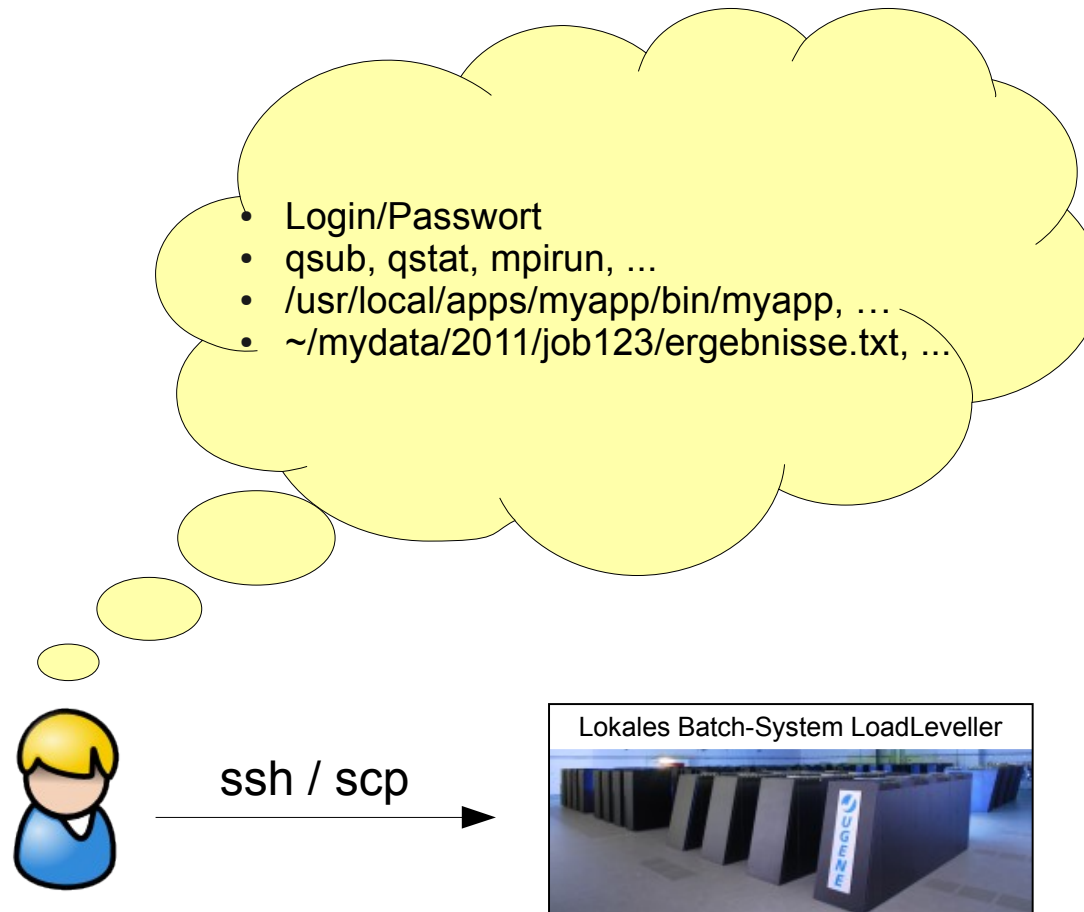 • Login/Passwort
• qsub, qstat, mpirun, ...
• /usr/local/apps/myapp/bin/myapp, …
• ~/mydata/2011/job123/ergebnisse.txt, ...
ssh / scp
Lokales Batch-System LoadLeveller
JUGENE